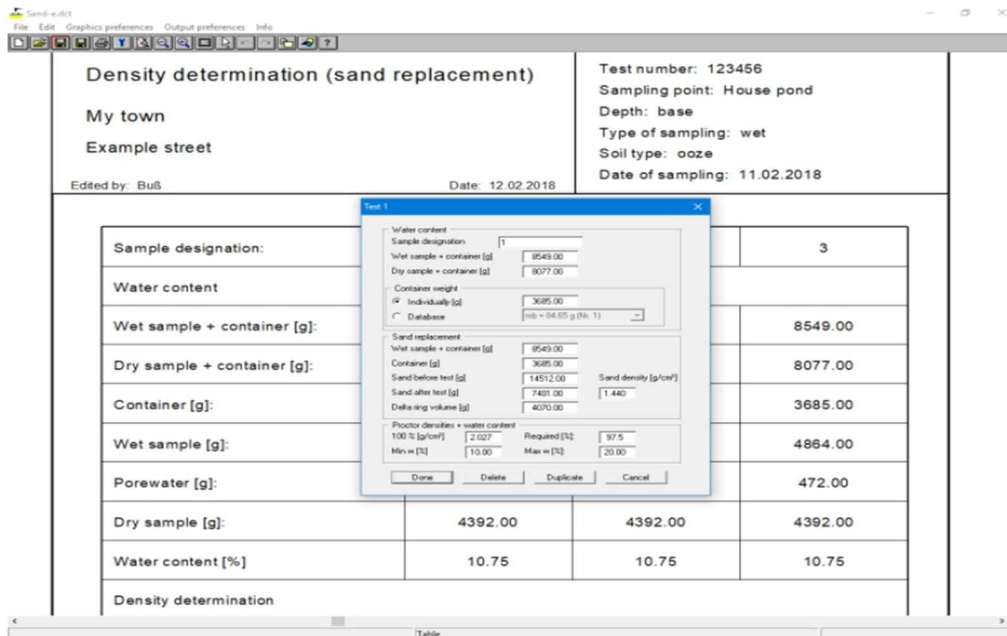 Sand-e.dct
File Edit Graphics preferences Output preferences Info
Density determination (sand replacement)
My town
Example street
Edited by: Buß
Date: 12.02.2018
Test number: 123456
Sampling point: House pond
Depth: base
Type of sampling: wet
Soil type: ooze
Date of sampling: 11.02.2018
Test 1
Water content
Sample designation 1
Wet sample + container [g] 8549.00
Dry sample + container [g] 8077.00
Container weight
Individually [g] 3685.00
Database mb = 84.65 g (Nr. 1)
Sand replacement
Wet sample + container [g] 8549.00
Container [g] 3685.00
Sand before test [g] 14512.00 Sand density [g/cm³]
Sand after test [g] 7401.00 1.440
Delta ring volume [g] 4070.00
Proctor densities + water content
100 % [g/cm³] 2.027 Required [%]: 97.5
Min w [%] 10.00 Max w [%]: 20.00
Done Delete Duplicate Cancel
Sample designation: 3
Water content
Wet sample + container [g]: 8549.00
Dry sample + container [g]: 8077.00
Container [g]: 3685.00
Wet sample [g]: 4864.00
Porewater [g]: 472.00
Dry sample [g]: 4392.00 4392.00 4392.00
Water content [%] 10.75 10.75 10.75
Density determination
Table